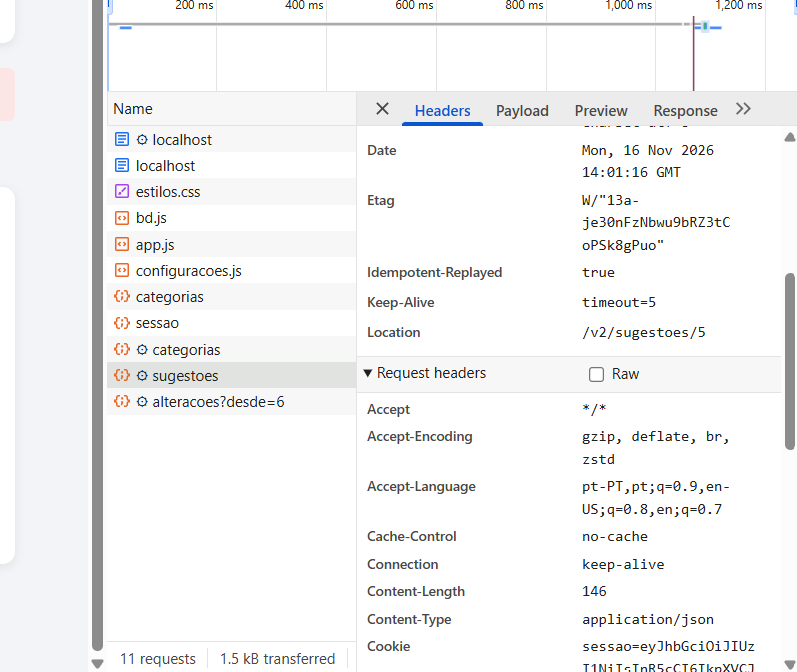 200 ms 400 ms 600 ms 800 ms 1,000 ms 1,200 ms
Name
localhost
localhost
estilos.css
bd.js
app.js
configuracoes.js
categorias
sessao
categorias
sugestoes
alteracoes?desde=6
11 requests 1.5 kB transferred
Headers Payload Preview Response
Date
Mon, 16 Nov 2026
14:01:16 GMT
Etag
W/"13a-
je30nFzNbwu9bRZ3tC
oPSk8gPuo"
Idempotent-Replayed true
Keep-Alive timeout=5
Location /v2/sugestoes/5
Request headers Raw
Accept */*
Accept-Encoding gzip, deflate, br,
zstd
Accept-Language pt-PT,pt;q=0.9,en-
US;q=0.8,en;q=0.7
Cache-Control no-cache
Connection keep-alive
Content-Length 146
Content-Type application/json
Cookie sessao=eyJhbGciOiJIUz